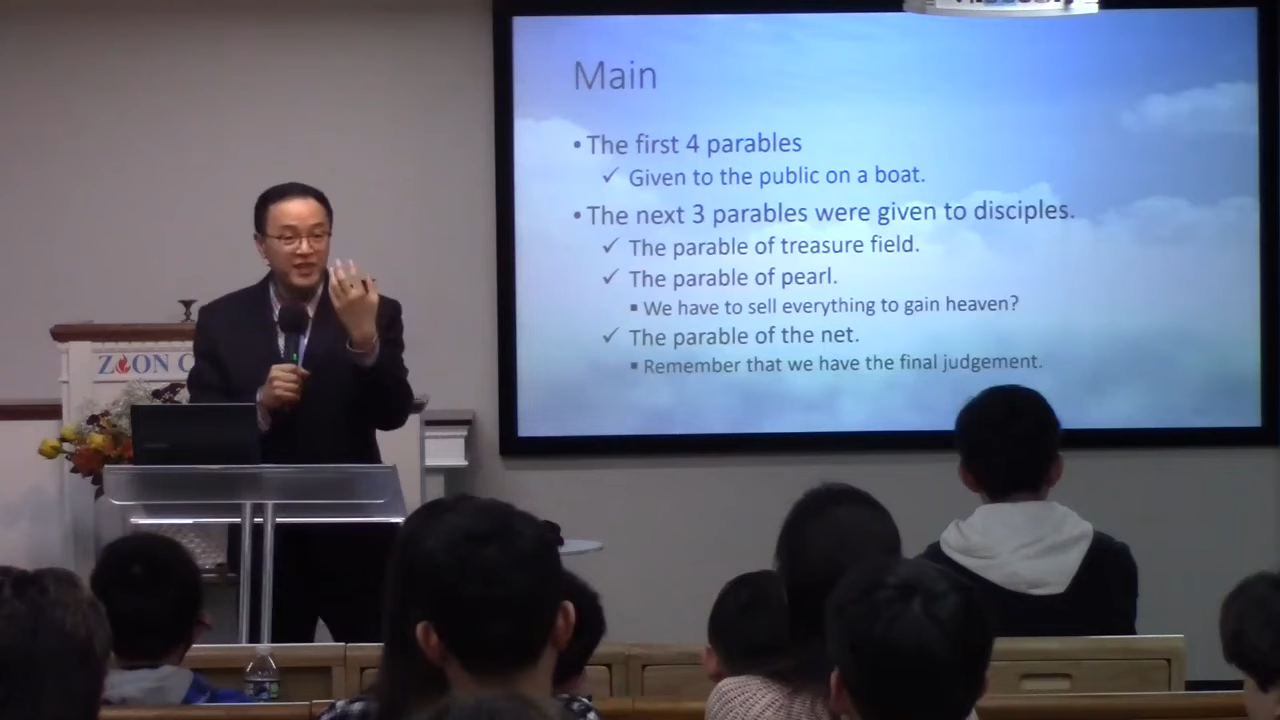 Main
• The first 4 parables
✓ Given to the public on a boat.
• The next 3 parables were given to disciples.
✓ The parable of treasure field.
✓ The parable of pearl.
▪ We have to sell everything to gain heaven?
✓ The parable of the net.
▪ Remember that we have the final judgement.
ZION C